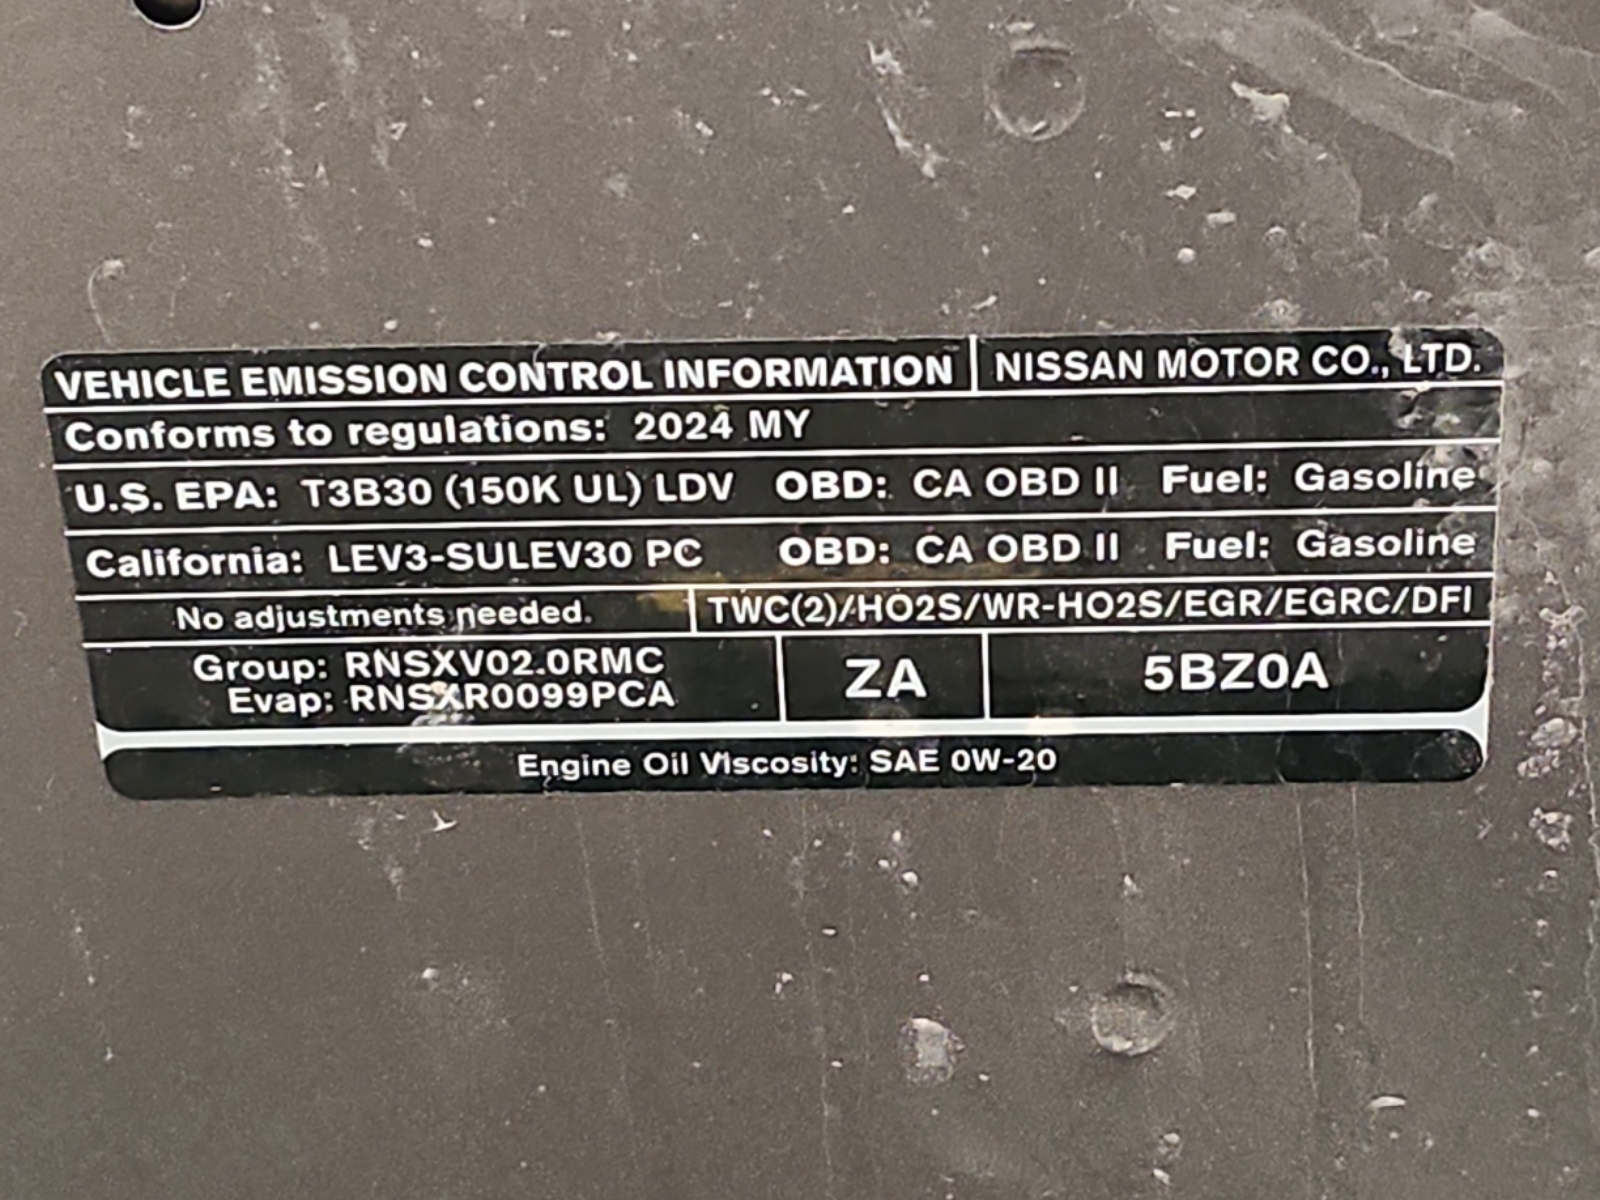 VEHICLE EMISSION CONTROL INFORMATION NISSAN MOTOR CO., LTD.
Conforms to regulations: 2024 MY
U.S. EPA: T3B30 (150K UL) LDV OBD: CA OBD II Fuel: Gasoline
California: LEV3-SULEV30 PC OBD: CA OBD II Fuel: Gasoline
No adjustments needed. TWC(2)/HO2S/WR-HO2S/EGR/EGRC/DFI
Group: RNSXV02.0RMC
Evap: RNSXR0099PCA
ZA
5BZ0A
Engine Oil Viscosity: SAE 0W-20